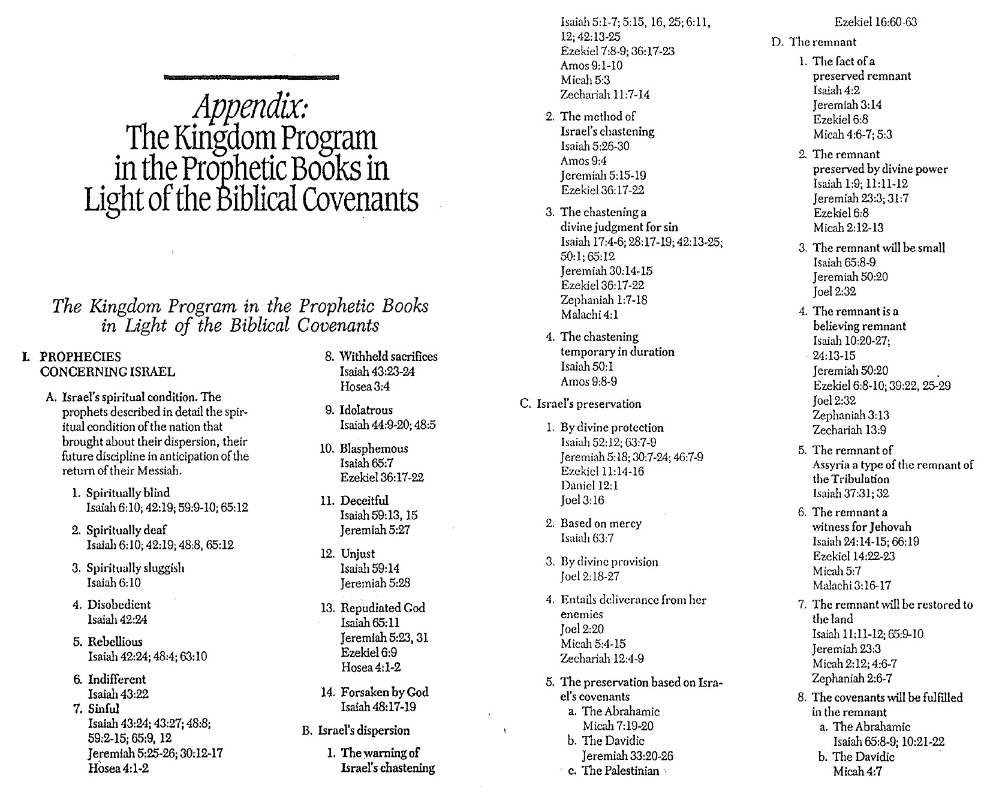 Appendix:
The Kingdom Program
in the Prophetic Books in
Light of the Biblical Covenants
The Kingdom Program in the Prophetic Books
in Light of the Biblical Covenants
I. PROPHECIES
CONCERNING ISRAEL
A. Israel's spiritual condition. The
prophets described in detail the spir-
itual condition of the nation that
brought about their dispersion, their
future discipline in anticipation of the
return of their Messiah.
1. Spiritually blind
Isaiah 6:10; 42:19; 59:9-10; 65:12
2. Spiritually deaf
Isaiah 6:10; 42:19; 48:8, 65:12
3. Spiritually sluggish
Isaiah 6:10
4. Disobedient
Isaiah 42:24
5. Rebellious
Isaiah 42:24; 48:4; 63:10
6. Indifferent
Isaiah 43:22
7. Sinful
Isaiah 43:24; 43:27; 48:8;
59:2-15; 65:9, 12
Jeremiah 5:25-26; 30:12-17
Hosea 4:1-2
8. Withheld sacrifices
Isaiah 43:23-24
Hosea 3:4
9. Idolatrous
Isaiah 44:9-20; 48:5
10. Blasphemous
Isaiah 65:7
Ezekiel 36:17-22
11. Deceitful
Isaiah 59:13, 15
Jeremiah 5:27
12. Unjust
Isaiah 59:14
Jeremiah 5:28
13. Repudiated God
Isaiah 65:11
Jeremiah 5:23, 31
Ezekiel 6:9
Hosea 4:1-2
14. Forsaken by God
Isaiah 48:17-19
B. Israel's dispersion
1. The warning of
Israel's chastening
Isaiah 5:1-7; 5:15, 16, 25; 6:11,
12; 42:13-25
Ezekiel 7:8-9; 36:17-23
Amos 9:1-10
Micah 5:3
Zechariah 11:7-14
2. The method of
Israel's chastening
Isaiah 5:26-30
Amos 9:4
Jeremiah 5:15-19
Ezekiel 36:17-22
3. The chastening a
divine judgment for sin
Isaiah 17:4-6; 28:17-19; 42:13-25;
50:1; 65:12
Jeremiah 30:14-15
Ezekiel 36:17-22
Zephaniah 1:7-18
Malachi 4:1
4. The chastening
temporary in duration
Isaiah 50:1
Amos 9:8-9
C. Israel's preservation
1. By divine protection
Isaiah 52:12; 63:7-9
Jeremiah 5:18; 30:7-24; 46:7-9
Ezekiel 11:14-16
Daniel 12:1
Joel 3:16
2. Based on mercy
Isaiah 63:7
3. By divine provision
Joel 2:18-27
4. Entails deliverance from her
enemies
Joel 2:20
Micah 5:4-15
Zechariah 12:4-9
5. The preservation based on Isra-
el's covenants
a. The Abrahamic
Micah 7:19-20
b. The Davidic
Jeremiah 33:20-26
c. The Palestinian
Ezekiel 16:60-63
D. The remnant
1. The fact of a
preserved remnant
Isaiah 4:2
Jeremiah 3:14
Ezekiel 6:8
Micah 4:6-7; 5:3
2. The remnant
preserved by divine power
Isaiah 1:9; 11:11-12
Jeremiah 23:3; 31:7
Ezekiel 6:8
Micah 2:12-13
3. The remnant will be small
Isaiah 65:8-9
Jeremiah 50:20
Joel 2:32
4. The remnant is a
believing remnant
Isaiah 10:20-27;
24:13-15
Jeremiah 50:20
Ezekiel 6:8-10; 39:22, 25-29
Joel 2:32
Zephaniah 3:13
Zechariah 13:9
5. The remnant of
Assyria a type of the remnant of
the Tribulation
Isaiah 37:31; 32
6. The remnant a
witness for Jehovah
Isaiah 24:14-15; 66:19
Ezekiel 14:22-23
Micah 5:7
Malachi 3:16-17
7. The remnant will be restored to
the land
Isaiah 11:11-12; 65:9-10
Jeremiah 23:3
Micah 2:12; 4:6-7
Zephaniah 2:6-7
8. The covenants will be fulfilled
in the remnant
a. The Abrahamic
Isaiah 65:8-9; 10:21-22
b. The Davidic
Micah 4:7